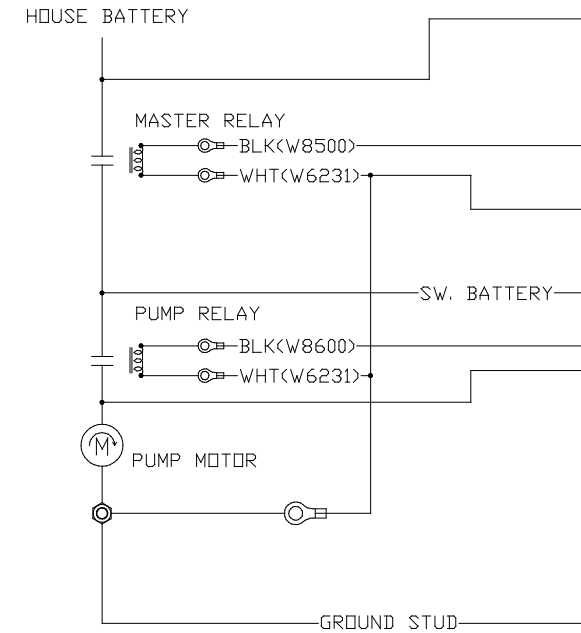 HOUSE BATTERY
MASTER RELAY
BLK(W8500)
WHT(W6231)
SW. BATTERY
PUMP RELAY
BLK(W8600)
WHT(W6231)
M
PUMP MOTOR
GROUND STUD